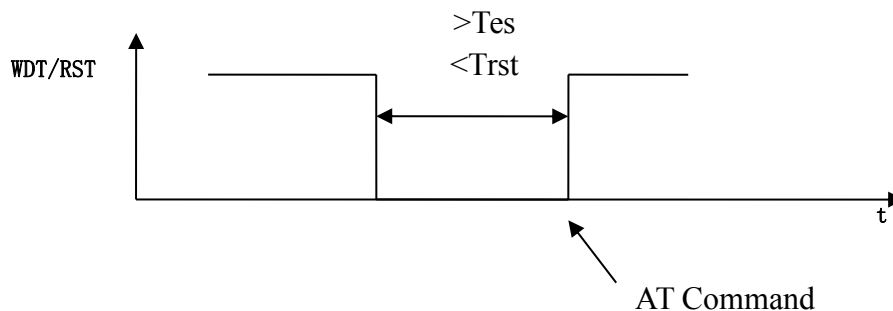 >Tes
<Trst
WDT/RST
t
AT Command